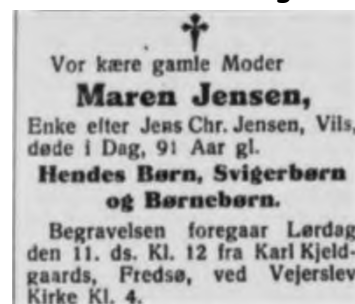 Vor kære gamle Moder
Maren Jensen,
Enke efter Jens Chr. Jensen, Vils,
døde i Dag, 91 Aar gl.
Hendes Børn, Svigerbørn
og Børnebørn.
Begravelsen foregaar Lørdag
den 11. ds. Kl. 12 fra Karl Kjeld-
gaards, Fredsø, ved Vejerslev
Kirke Kl. 4.